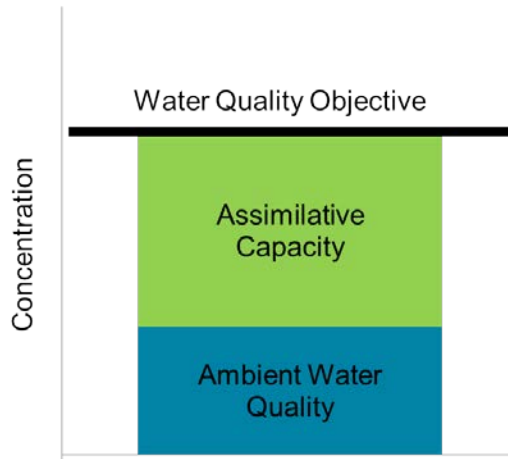 Water Quality Objective
Concentration
Assimilative
Capacity
Ambient Water
Quality